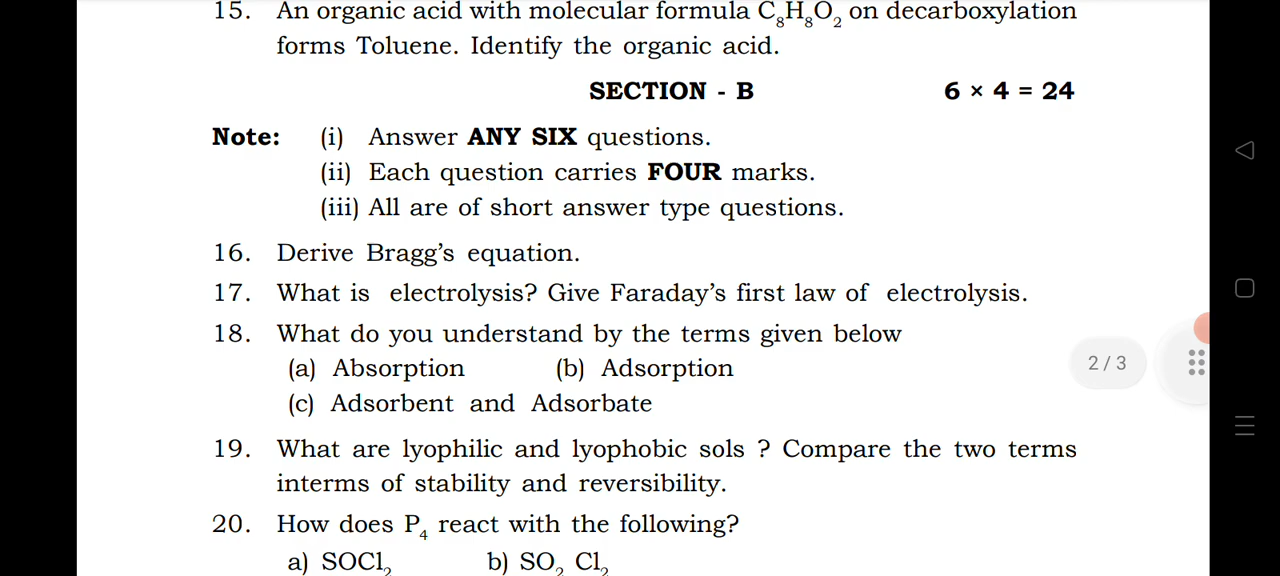 15. An organic acid with molecular formula C₈H₈O₂ on decarboxylation
forms Toluene. Identify the organic acid.
SECTION - B 6 × 4 = 24
Note: (i) Answer ANY SIX questions.
(ii) Each question carries FOUR marks.
(iii) All are of short answer type questions.
16. Derive Bragg's equation.
17. What is electrolysis? Give Faraday's first law of electrolysis.
18. What do you understand by the terms given below
(a) Absorption (b) Adsorption
2 / 3
(c) Adsorbent and Adsorbate
19. What are lyophilic and lyophobic sols ? Compare the two terms
interms of stability and reversibility.
20. How does P₄ react with the following?
a) SOCl₂ b) SO₂ Cl₂